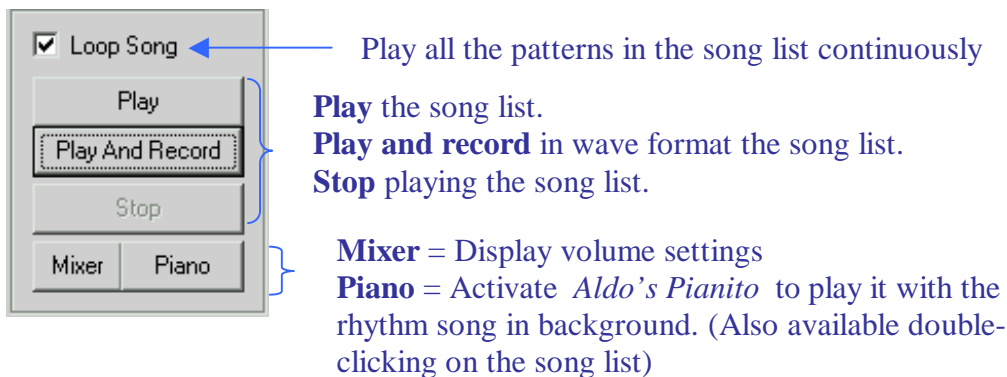 Loop Song
Play all the patterns in the song list continuously
Play
Play And Record
Stop
Play the song list.
Play and record in wave format the song list.
Stop playing the song list.
Mixer
Piano
Mixer = Display volume settings
Piano = Activate Aldo's Pianito to play it with the
rhythm song in background. (Also available double-
clicking on the song list)